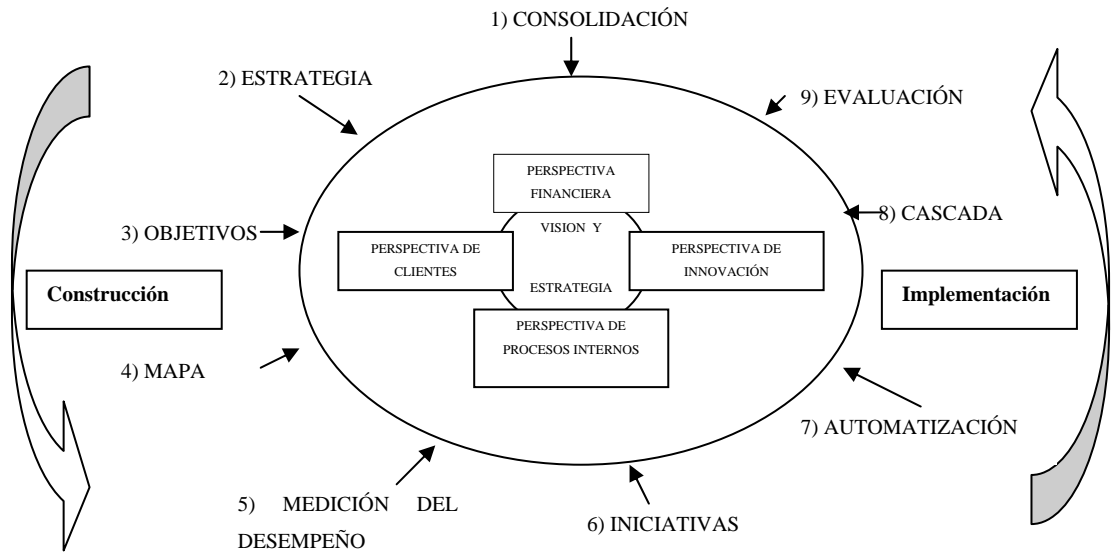 1) CONSOLIDACIÓN
2) ESTRATEGIA
9) EVALUACIÓN
PERSPECTIVA
FINANCIERA
3) OBJETIVOS
8) CASCADA
VISION Y
PERSPECTIVA DE
CLIENTES
PERSPECTIVA DE
INNOVACIÓN
ESTRATEGIA
Construcción
Implementación
PERSPECTIVA DE
PROCESOS INTERNOS
4) MAPA
7) AUTOMATIZACIÓN
5) MEDICIÓN DEL
DESEMPEÑO
6) INICIATIVAS